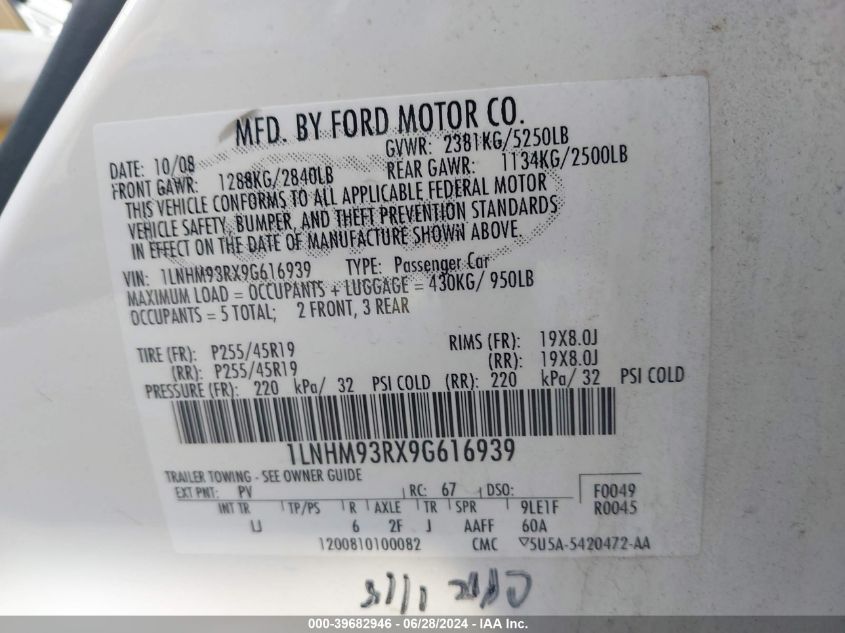 MFD. BY FORD MOTOR CO.
DATE: 10/08 GVWR: 2381KG/5250LB
FRONT GAWR: 1288KG/2840LB REAR GAWR: 1134KG/2500LB
THIS VEHICLE CONFORMS TO ALL APPLICABLE FEDERAL MOTOR
VEHICLE SAFETY, BUMPER, AND THEFT PREVENTION STANDARDS
IN EFFECT ON THE DATE OF MANUFACTURE SHOWN ABOVE.
VIN: 1LNHM93RX9G616939 TYPE: Passenger Car
MAXIMUM LOAD = OCCUPANTS + LUGGAGE = 430KG/ 950LB
OCCUPANTS = 5 TOTAL; 2 FRONT, 3 REAR
TIRE (FR): P255/45R19 RIMS (FR): 19X8.0J
(RR): P255/45R19 (RR): 19X8.0J
PRESSURE (FR): 220 kPa/ 32 PSI COLD (RR): 220 kPa/ 32 PSI COLD
1LNHM93RX9G616939
TRAILER TOWING - SEE OWNER GUIDE
EXT PNT: PV RC: 67 DSO: F0049
INT TR TP/PS R AXLE TR SPR 9LE1F R0045
6 2F J AAFF 60A
1200810100082 CMC ▽5U5A-5420472-AA
000-39682946 - 06/28/2024 - IAA Inc.